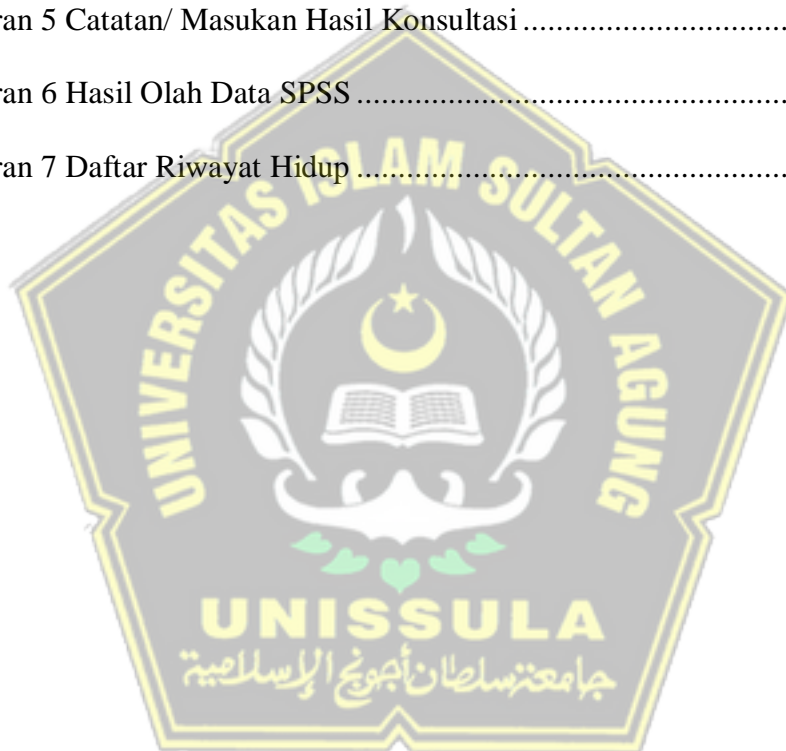 ran 5 Catatan/ Masukan Hasil Konsultasi ................................
ran 6 Hasil Olah Data SPSS ....................................................
ran 7 Daftar Riwayat Hidup ....................................................
UNIVERSITAS ISLAM SULTAN AGUNG
UNISSULA
جامعة سلطان أجونج الإسلامية